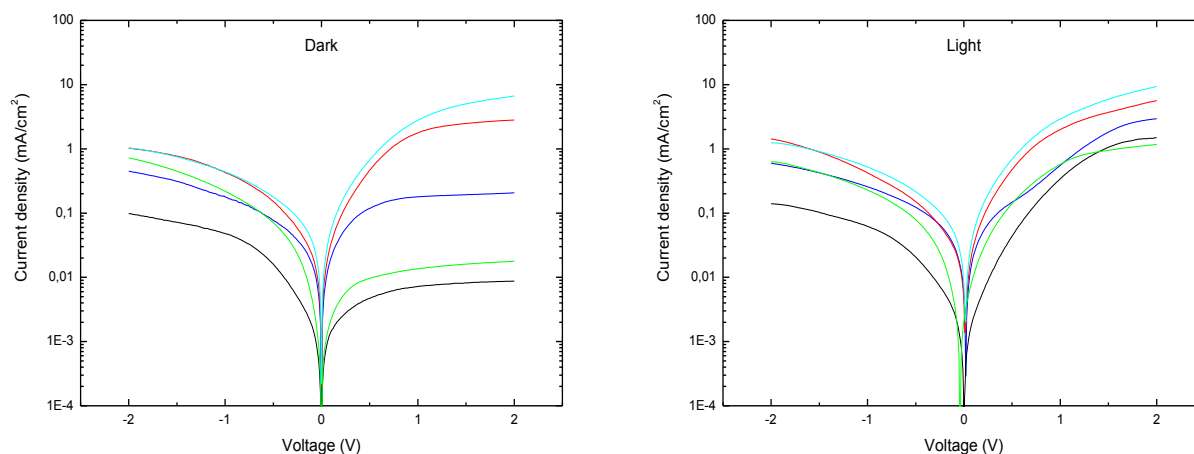 Dark
100
10
1
0,1
0,01
1E-3
1E-4
Current density (mA/cm²)
-2
-1
0
1
2
Voltage (V)
Light
100
10
1
0,1
0,01
1E-3
1E-4
Current density (mA/cm²)
-2
-1
0
1
2
Voltage (V)